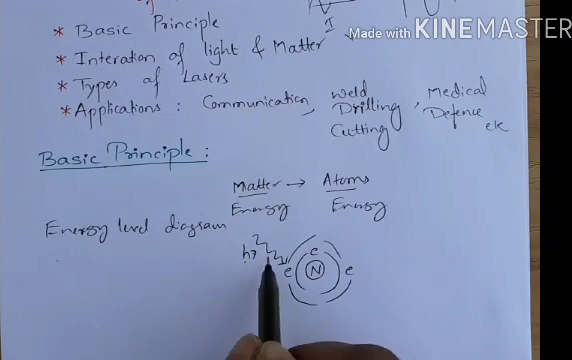 * Basic Principle
I
Made with KINEMASTER
* Interation of light & Matter
* Types of Lasers
* Applications : Communication, weld Drilling Cutting, Medical Defence etc
Basic Principle :
Matter → Atoms
Energy Energy
Energy level diagram
e
e N e